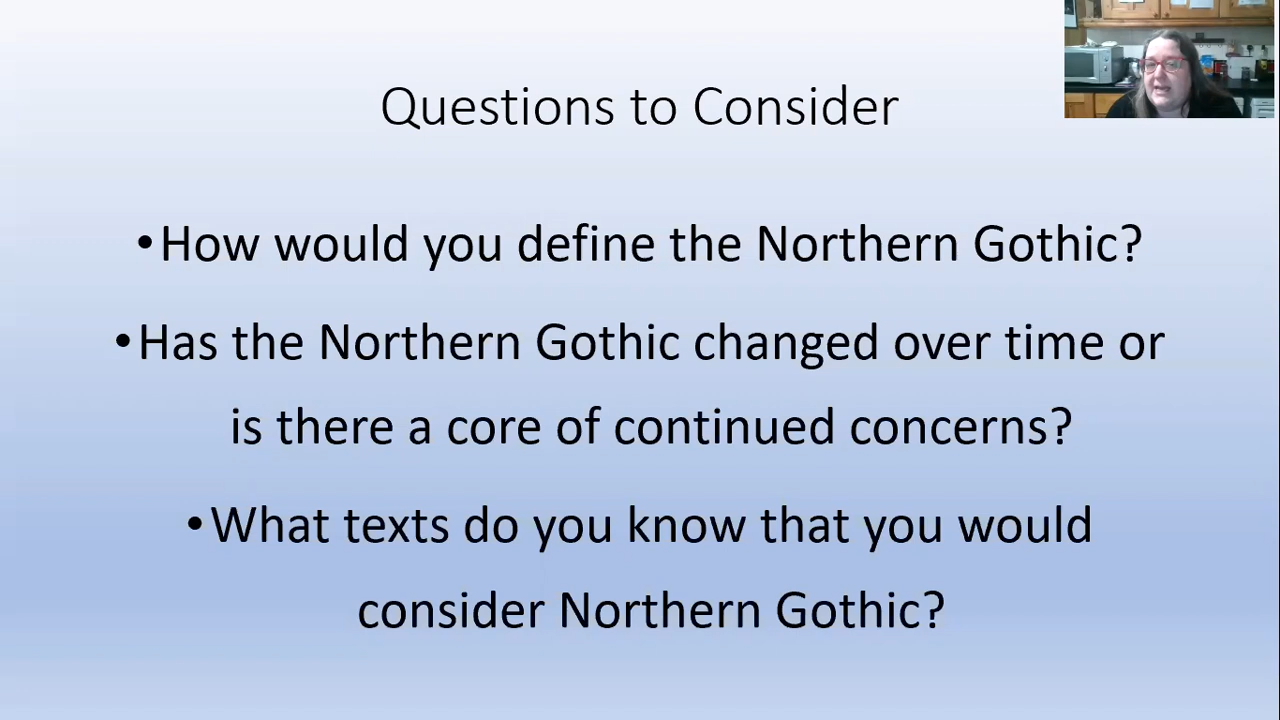 Questions to Consider
•How would you define the Northern Gothic?
•Has the Northern Gothic changed over time or
is there a core of continued concerns?
•What texts do you know that you would
consider Northern Gothic?